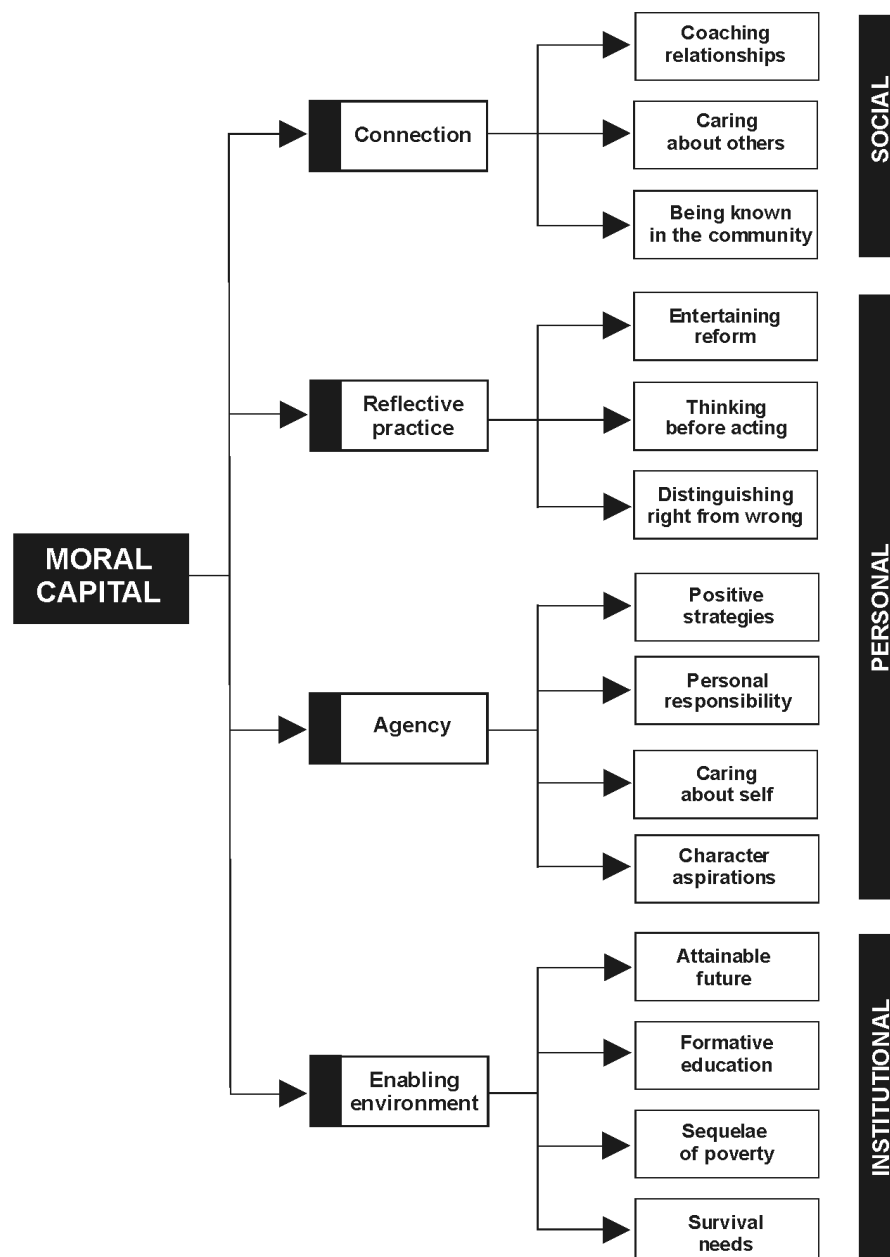 MORAL
CAPITAL
Connection
Coaching
relationships
Caring
about others
Being known
in the community
SOCIAL
Reflective
practice
Entertaining
reform
Thinking
before acting
Distinguishing
right from wrong
Agency
Positive
strategies
Personal
responsibility
Caring
about self
Character
aspirations
PERSONAL
Enabling
environment
Attainable
future
Formative
education
Sequelae
of poverty
Survival
needs
INSTITUTIONAL